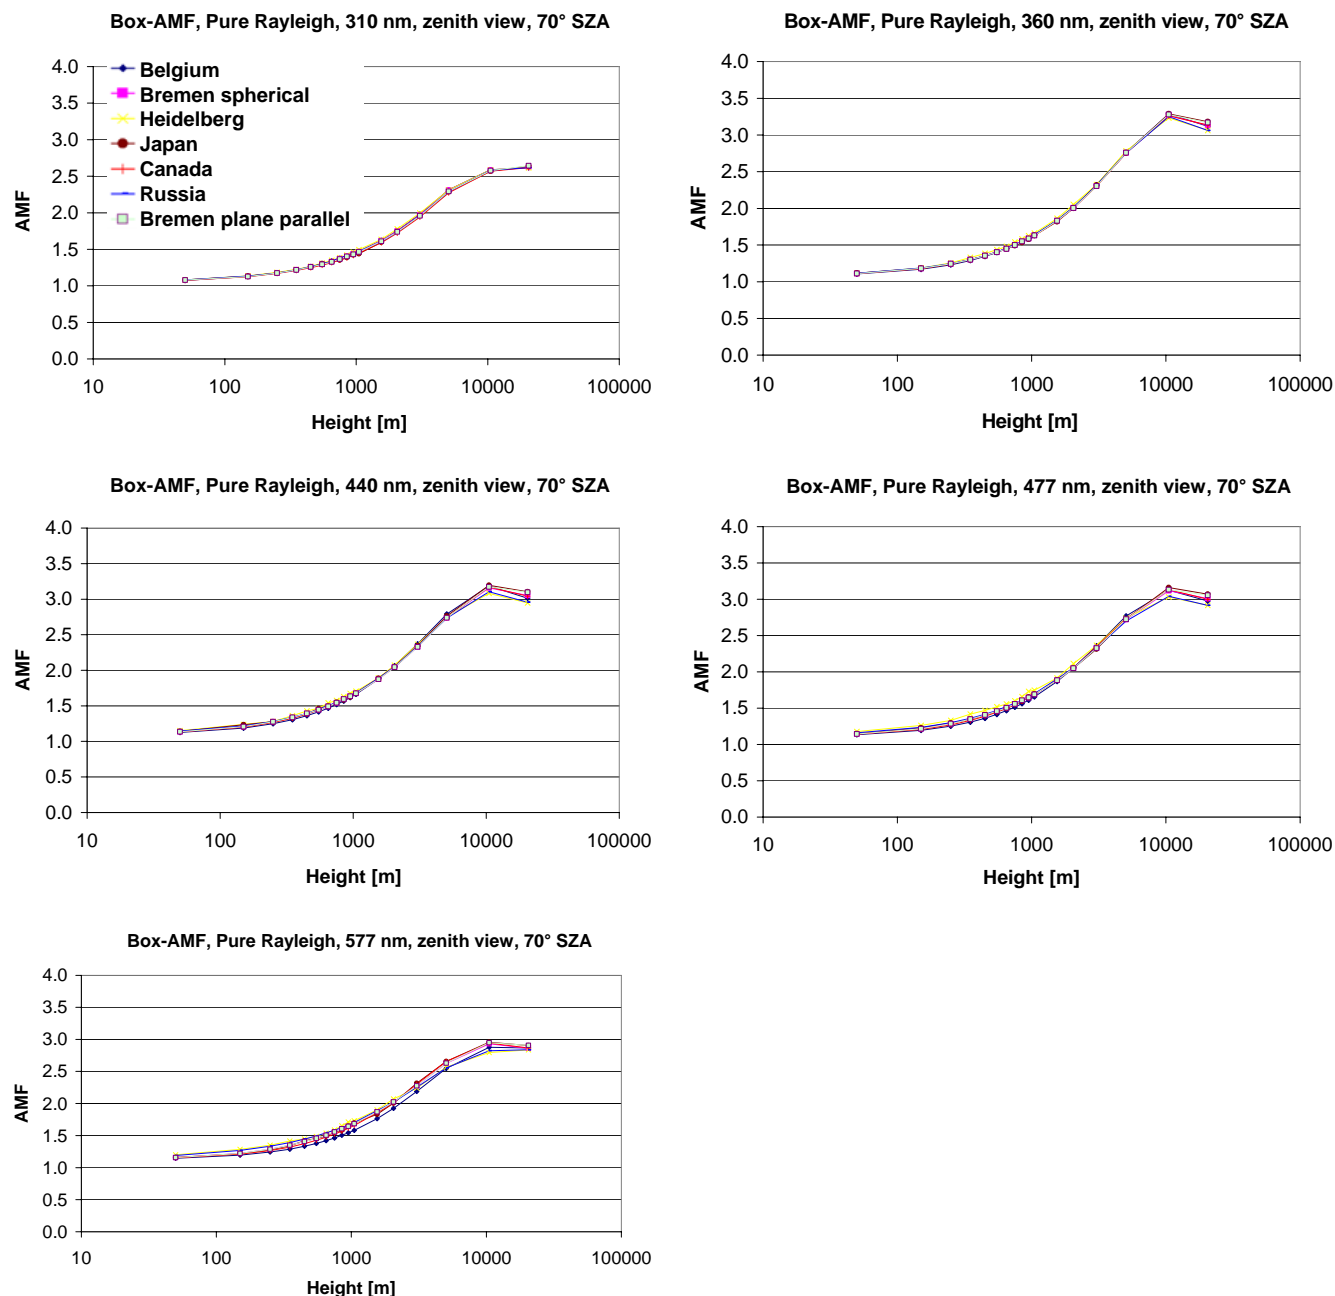 Box-AMF, Pure Rayleigh, 310 nm, zenith view, 70° SZA
4.0
3.5
3.0
2.5
2.0
1.5
1.0
0.5
0.0
AMF
Belgium
Bremen spherical
Heidelberg
Japan
Canada
Russia
Bremen plane parallel
10 100 1000 10000 100000
Height [m]
Box-AMF, Pure Rayleigh, 360 nm, zenith view, 70° SZA
4.0
3.5
3.0
2.5
2.0
1.5
1.0
0.5
0.0
AMF
10 100 1000 10000 100000
Height [m]
Box-AMF, Pure Rayleigh, 440 nm, zenith view, 70° SZA
4.0
3.5
3.0
2.5
2.0
1.5
1.0
0.5
0.0
AMF
10 100 1000 10000 100000
Height [m]
Box-AMF, Pure Rayleigh, 477 nm, zenith view, 70° SZA
4.0
3.5
3.0
2.5
2.0
1.5
1.0
0.5
0.0
AMF
10 100 1000 10000 100000
Height [m]
Box-AMF, Pure Rayleigh, 577 nm, zenith view, 70° SZA
4.0
3.5
3.0
2.5
2.0
1.5
1.0
0.5
0.0
AMF
10 100 1000 10000 100000
Height [m]